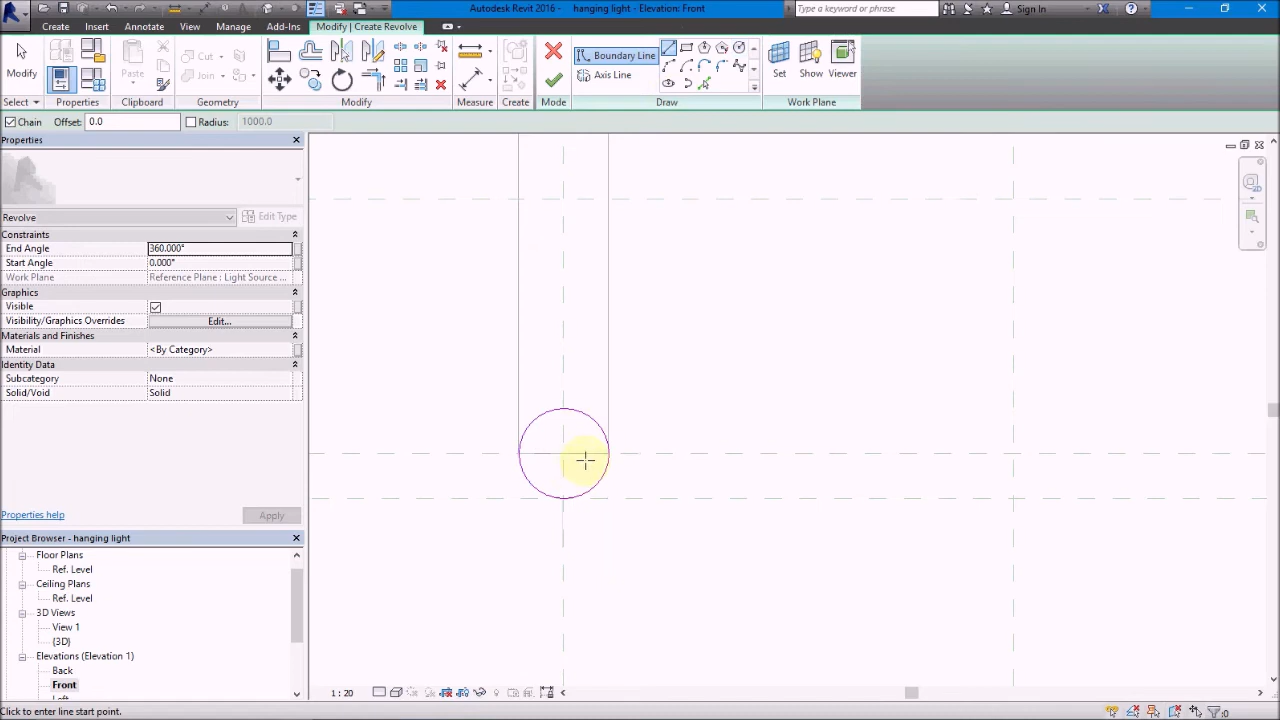 Autodesk Revit 2016 - hanging light - Elevation: Front
Type a keyword or phrase
Sign In
Create Insert Annotate View Manage Add-Ins Modify | Create Revolve
Modify
Paste
Cut
Join
Create
Boundary Line
Axis Line
Set Show Viewer
Select Properties Clipboard Geometry Modify Measure Create Mode Draw Work Plane
Chain Offset: 0.0 Radius: 1000.0
Properties
Revolve Edit Type
Constraints
End Angle 360.000°
Start Angle 0.000°
Work Plane Reference Plane : Light Source ...
Graphics
Visible
Visibility/Graphics Overrides Edit...
Materials and Finishes
Material <By Category>
Identity Data
Subcategory None
Solid/Void Solid
Properties help Apply
Project Browser - hanging light
Floor Plans
Ref. Level
Ceiling Plans
Ref. Level
3D Views
View 1
{3D}
Elevations (Elevation 1)
Back
Front
1 : 20
Click to enter line start point.
:0